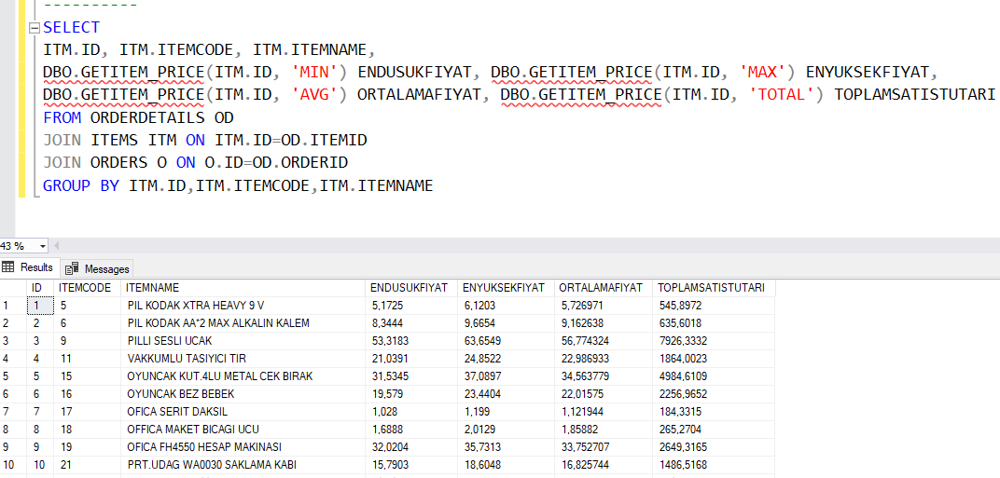 ----------
SELECT
ITM.ID, ITM.ITEMCODE, ITM.ITEMNAME,
DBO.GETITEM_PRICE(ITM.ID, 'MIN') ENDUSUKFIYAT, DBO.GETITEM_PRICE(ITM.ID, 'MAX') ENYUKSEKFIYAT,
DBO.GETITEM_PRICE(ITM.ID, 'AVG') ORTALAMAFIYAT, DBO.GETITEM_PRICE(ITM.ID, 'TOTAL') TOPLAMSATISTUTARI
FROM ORDERDETAILS OD
JOIN ITEMS ITM ON ITM.ID=OD.ITEMID
JOIN ORDERS O ON O.ID=OD.ORDERID
GROUP BY ITM.ID,ITM.ITEMCODE,ITM.ITEMNAME
43 %
Results Messages
ID ITEMCODE ITEMNAME ENDUSUKFIYAT ENYUKSEKFIYAT ORTALAMAFIYAT TOPLAMSATISTUTARI
1 1 5 PIL KODAK XTRA HEAVY 9 V 5,1725 6,1203 5,726971 545,8972
2 2 6 PIL KODAK AA*2 MAX ALKALIN KALEM 8,3444 9,6654 9,162638 635,6018
3 3 9 PILLI SESLI UCAK 53,3183 63,6549 56,774324 7926,3332
4 4 11 VAKKUMLU TASIYICI TIR 21,0391 24,8522 22,986933 1864,0023
5 5 15 OYUNCAK KUT.4LU METAL CEK BIRAK 31,5345 37,0897 34,563779 4984,6109
6 6 16 OYUNCAK BEZ BEBEK 19,579 23,4404 22,01575 2256,9652
7 7 17 OFICA SERIT DAKSIL 1,028 1,199 1,121944 184,3315
8 8 18 OFFICA MAKET BICAGI UCU 1,6888 2,0129 1,85882 265,2704
9 9 19 OFICA FH4550 HESAP MAKINASI 32,0204 35,7313 33,752707 2649,3165
10 10 21 PRT.UDAG WA0030 SAKLAMA KABI 15,7903 18,6048 16,825744 1486,5168